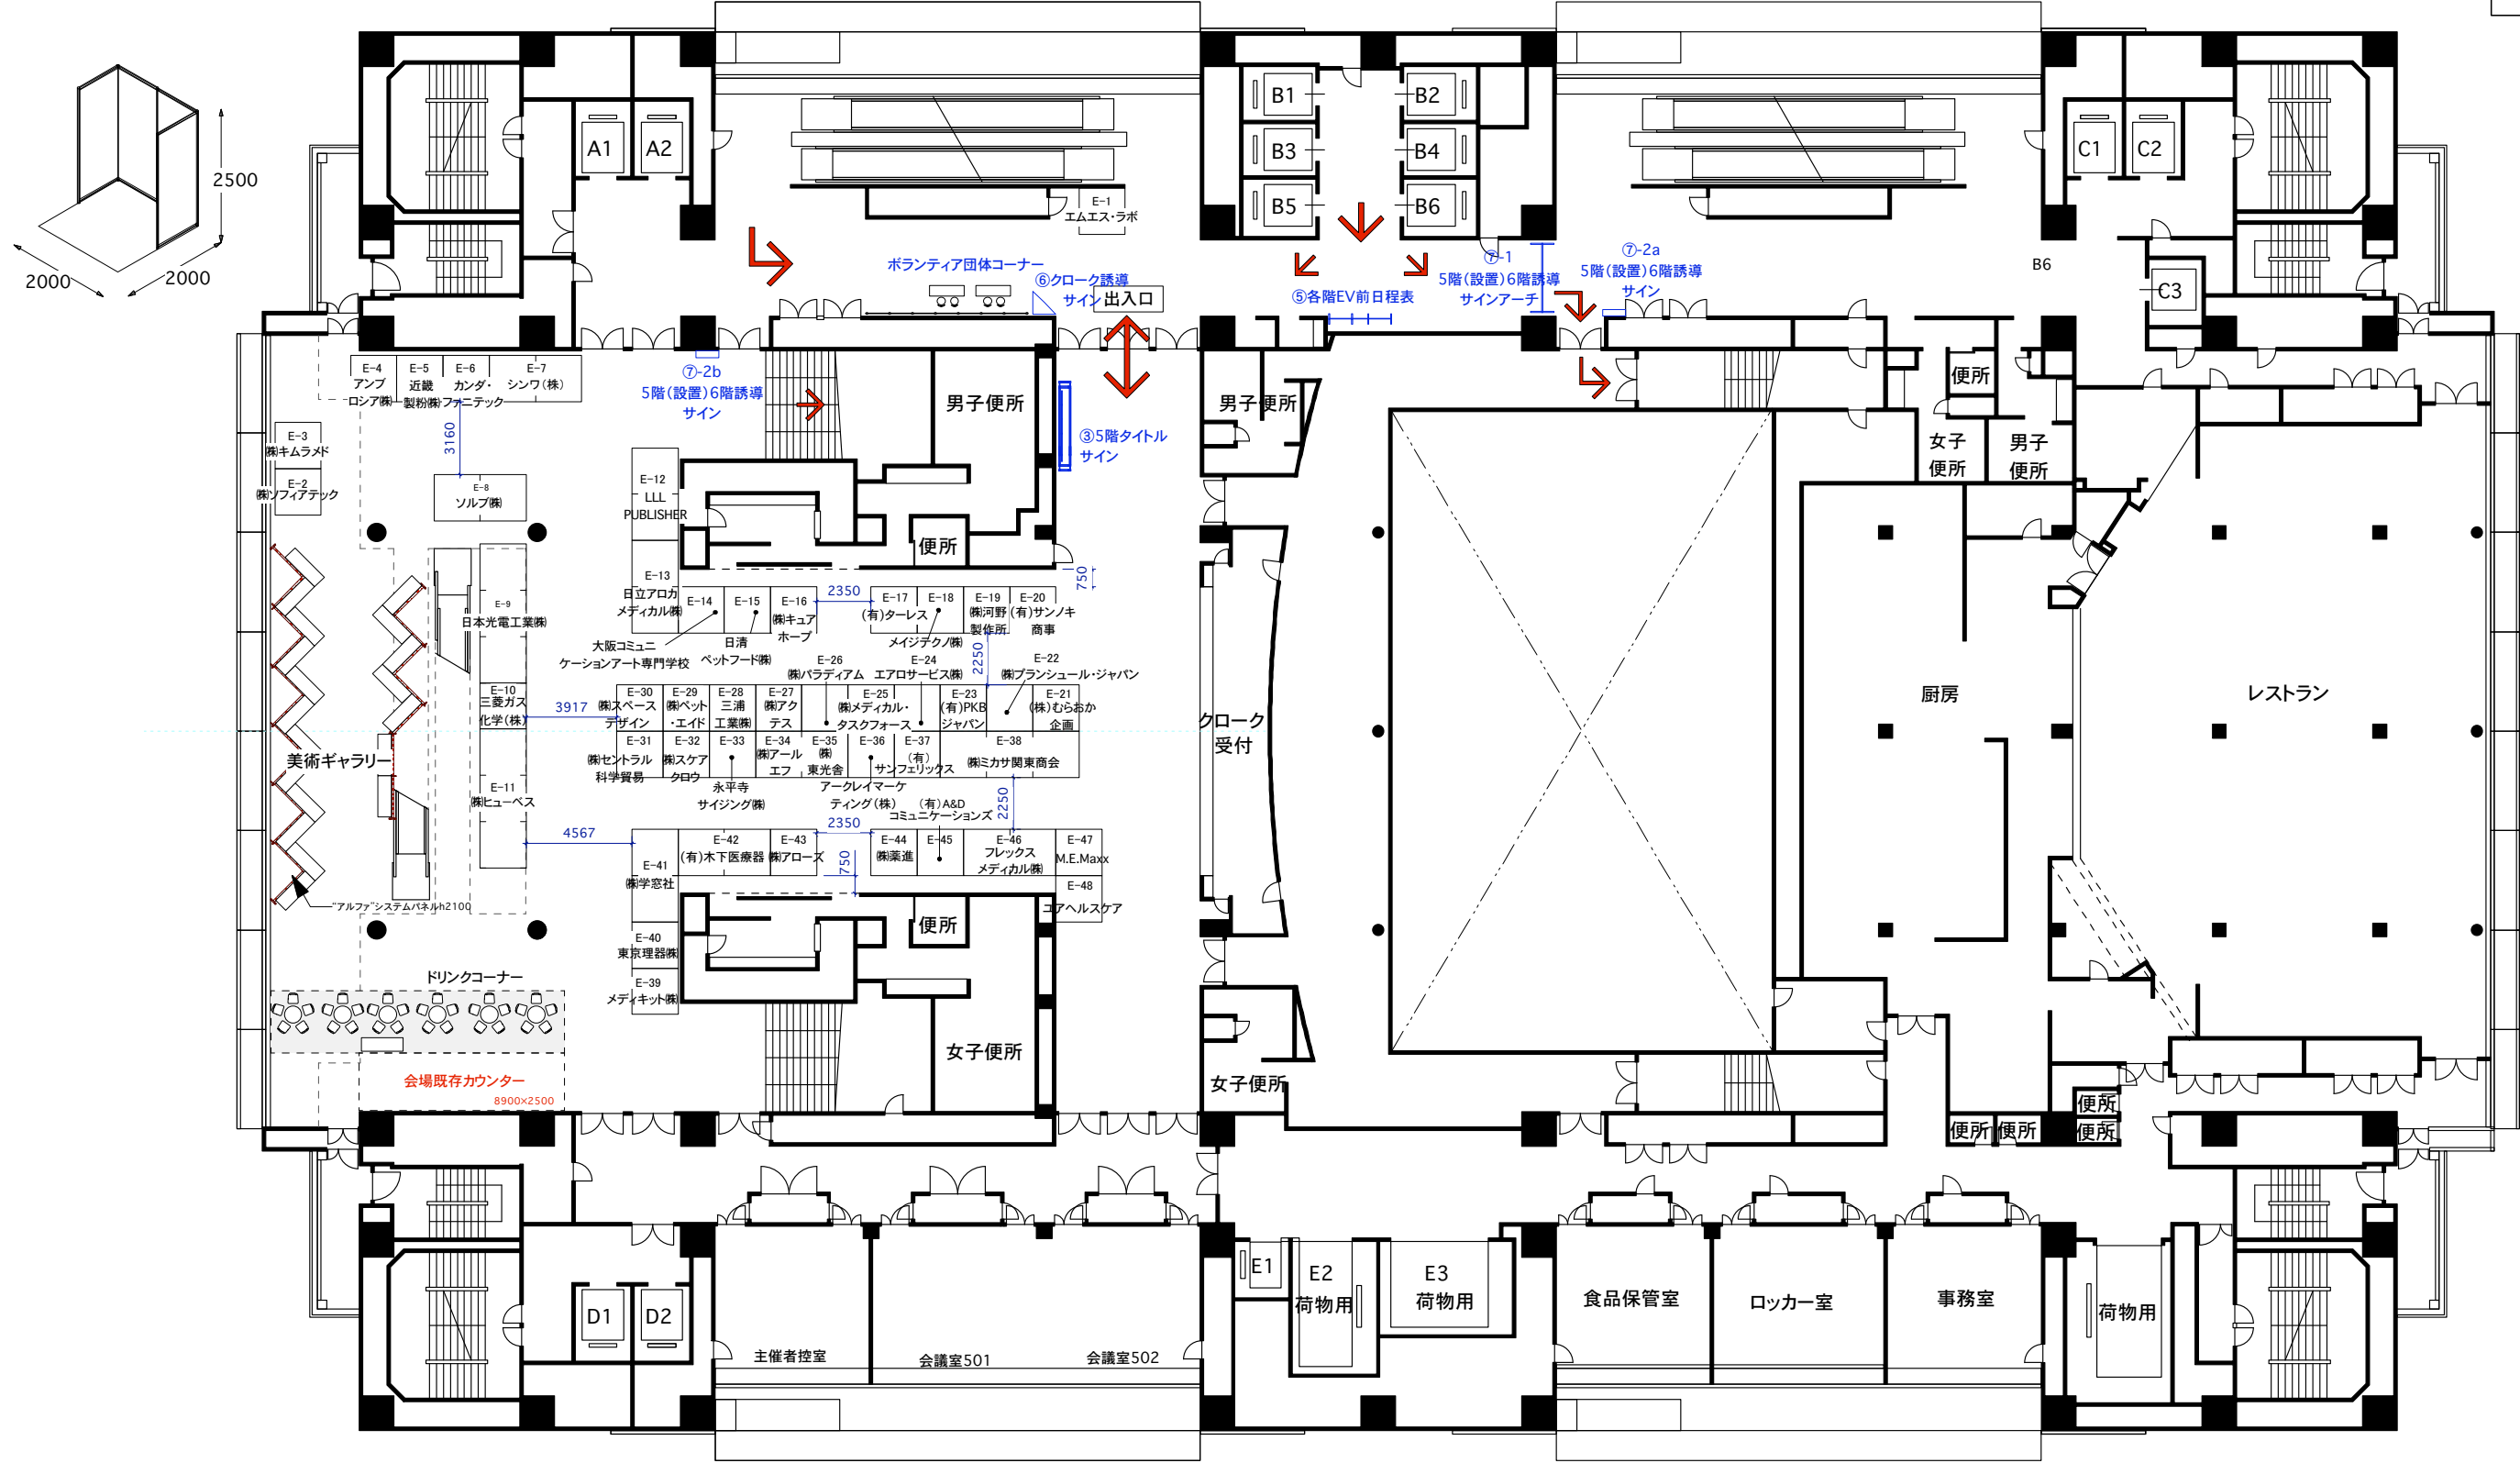 2500
2000
2000
A1
A2
B1
B2
B3
B4
B5
B6
C1
C2
C3
B6
E-1
エムエス・ラボ
ボランティア団体コーナー
⑥クローク誘導
サイン
出入口
⑤各階EV前日程表
⑦-1
5階(設置)6階誘導
サインアーチ
⑦-2a
5階(設置)6階誘導
サイン
E-4
アンブ
ロシア㈱
E-5
近畿
製粉㈱
E-6
カンダ・
ファニテック
E-7
シンワ(株)
⑦-2b
5階(設置)6階誘導
サイン
3160
E-3
㈱キムラメド
E-2
㈱ソフィアテック
E-8
ソルブ㈱
E-12
LLL
PUBLISHER
男子便所
③5階タイトル
サイン
男子便所
便所
便所
女子
便所
男子
便所
E-9
日本光電工業㈱
E-10
三菱ガス
化学(株)
E-11
㈱ヒューベス
E-13
日立アロカ
メディカル㈱
E-14
大阪コミュニ
ケーションアート専門学校
E-15
日清
ペットフード㈱
E-16
㈱キュア
ホープ
2350
E-17
(有)ターレス
E-18
メイジテクノ㈱
E-19
㈱河野
製作所
E-20
(有)サンノキ
商事
750
2250
E-26
㈱パラディアム
E-24
エアロサービス㈱
E-22
㈱プランシュール・ジャパン
3917
E-30
㈱スペース
デザイン
E-29
㈱ペット
・エイド
E-28
三浦
工業㈱
E-27
㈱アク
テス
E-25
㈱メディカル・
タスクフォース
E-23
(有)PKB
ジャパン
E-21
(株)むらおか
企画
E-31
㈱セントラル
科学貿易
E-32
㈱スケア
クロウ
E-33
永平寺
サイジング㈱
E-34
㈱アール
エフ
E-35
㈱
東光舎
E-36
アークレイマーケ
ティング(株)
E-37
(有)
サンフェリックス
E-38
㈱ミカサ関東商会
美術ギャラリー
クローク
受付
厨房
レストラン
(有)A&D
コミュニケーションズ
2250
4567
2350
750
E-41
㈱学窓社
E-42
(有)木下医療器
E-43
㈱アローズ
E-44
㈱薬進
E-45
E-46
フレックス
メディカル㈱
E-47
M.E.Maxx
E-48
ユアヘルスケア
"アルファ"システムパネルh2100
E-40
東京理器㈱
E-39
メディキット㈱
便所
ドリンクコーナー
会場既存カウンター
8900×2500
女子便所
女子便所
便所
便所
便所
便所
D1
D2
主催者控室
会議室501
会議室502
E1
E2
荷物用
E3
荷物用
食品保管室
ロッカー室
事務室
荷物用